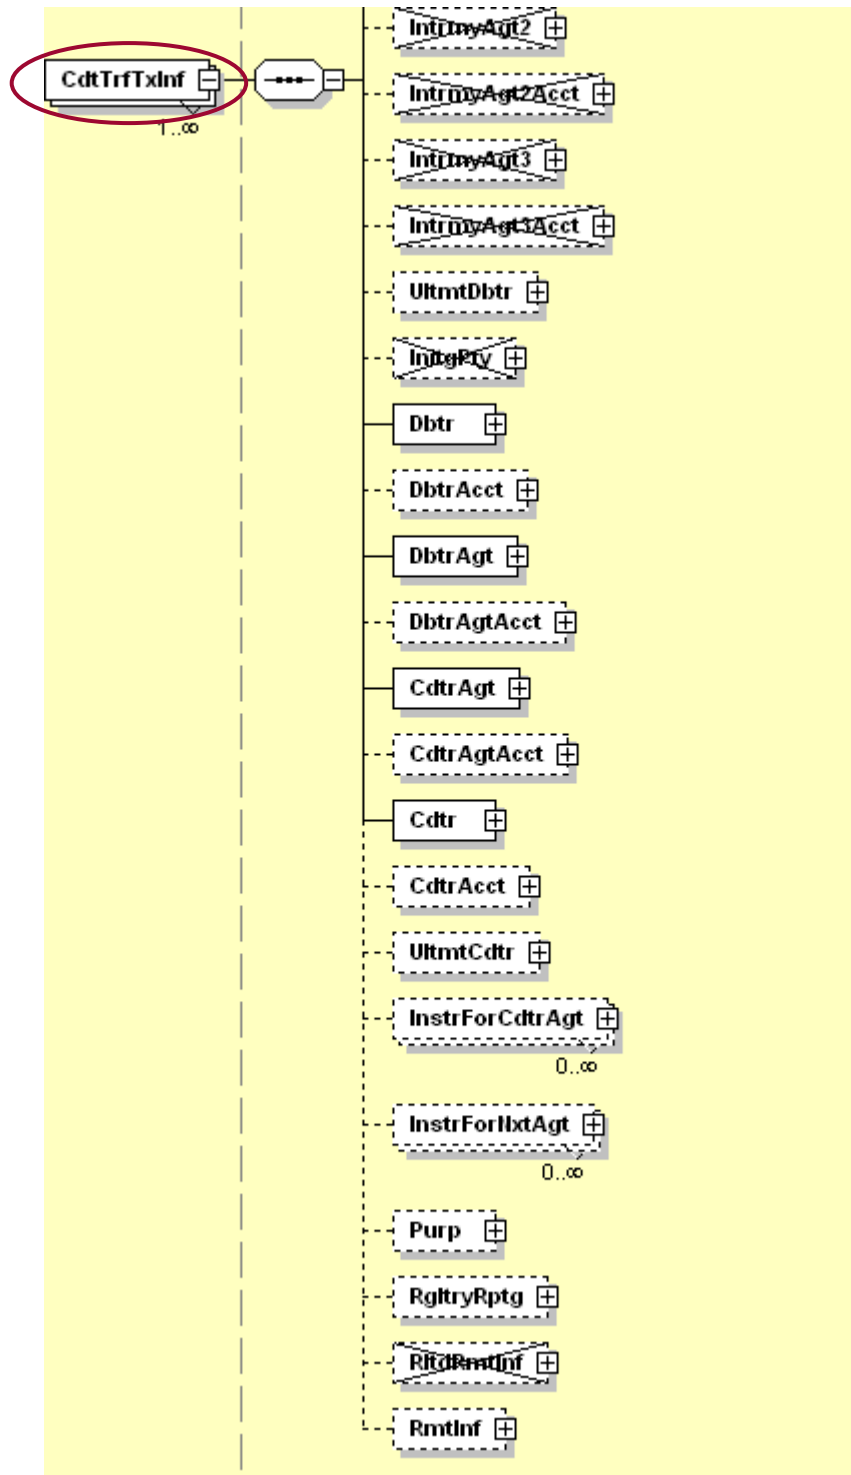 IntrmyAgt2
CdtTrfTxInf
1..∞
IntrmyAgt2Acct
IntrmyAgt3
IntrmyAgt3Acct
UltmtDbtr
InitgPty
Dbtr
DbtrAcct
DbtrAgt
DbtrAgtAcct
CdtrAgt
CdtrAgtAcct
Cdtr
CdtrAcct
UltmtCdtr
InstrForCdtrAgt
0..∞
InstrForNxtAgt
0..∞
Purp
RgltryRptg
RltdRmtInf
RmtInf